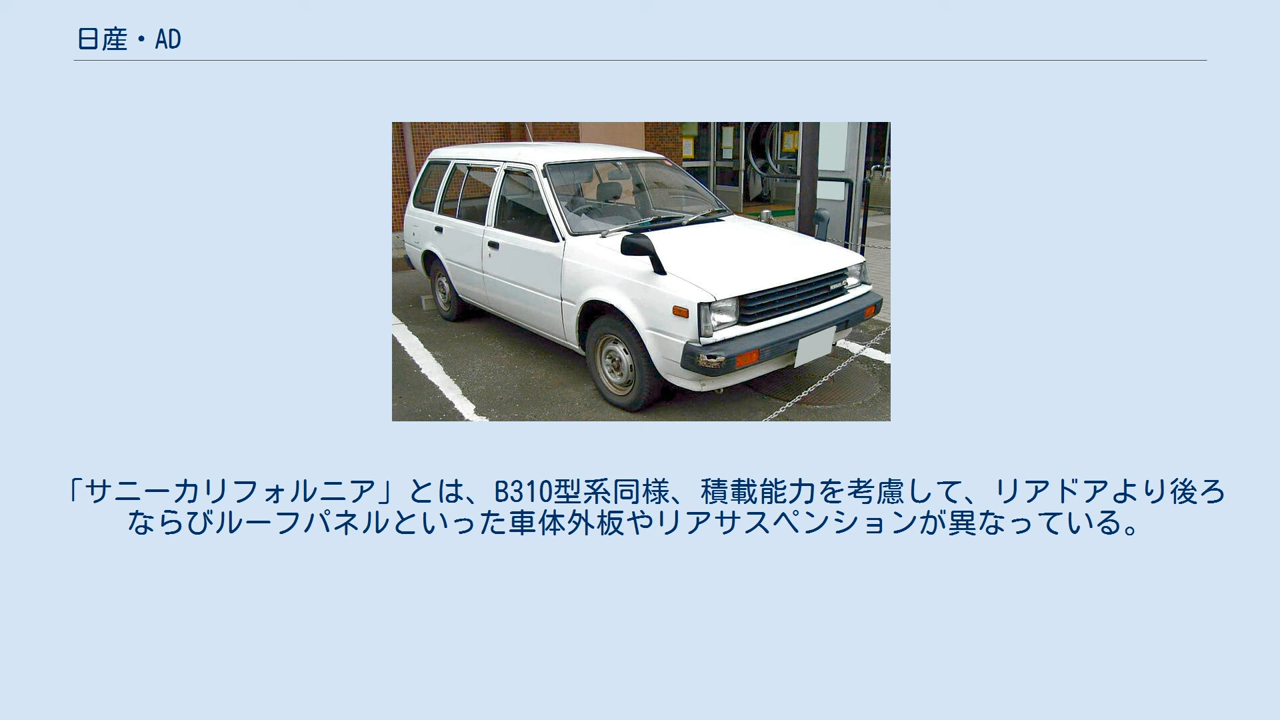 日産・AD
「サニーカリフォルニア」とは、B310型系同様、積載能力を考慮して、リアドアより後ろ
ならびルーフパネルといった車体外板やリアサスペンションが異なっている。